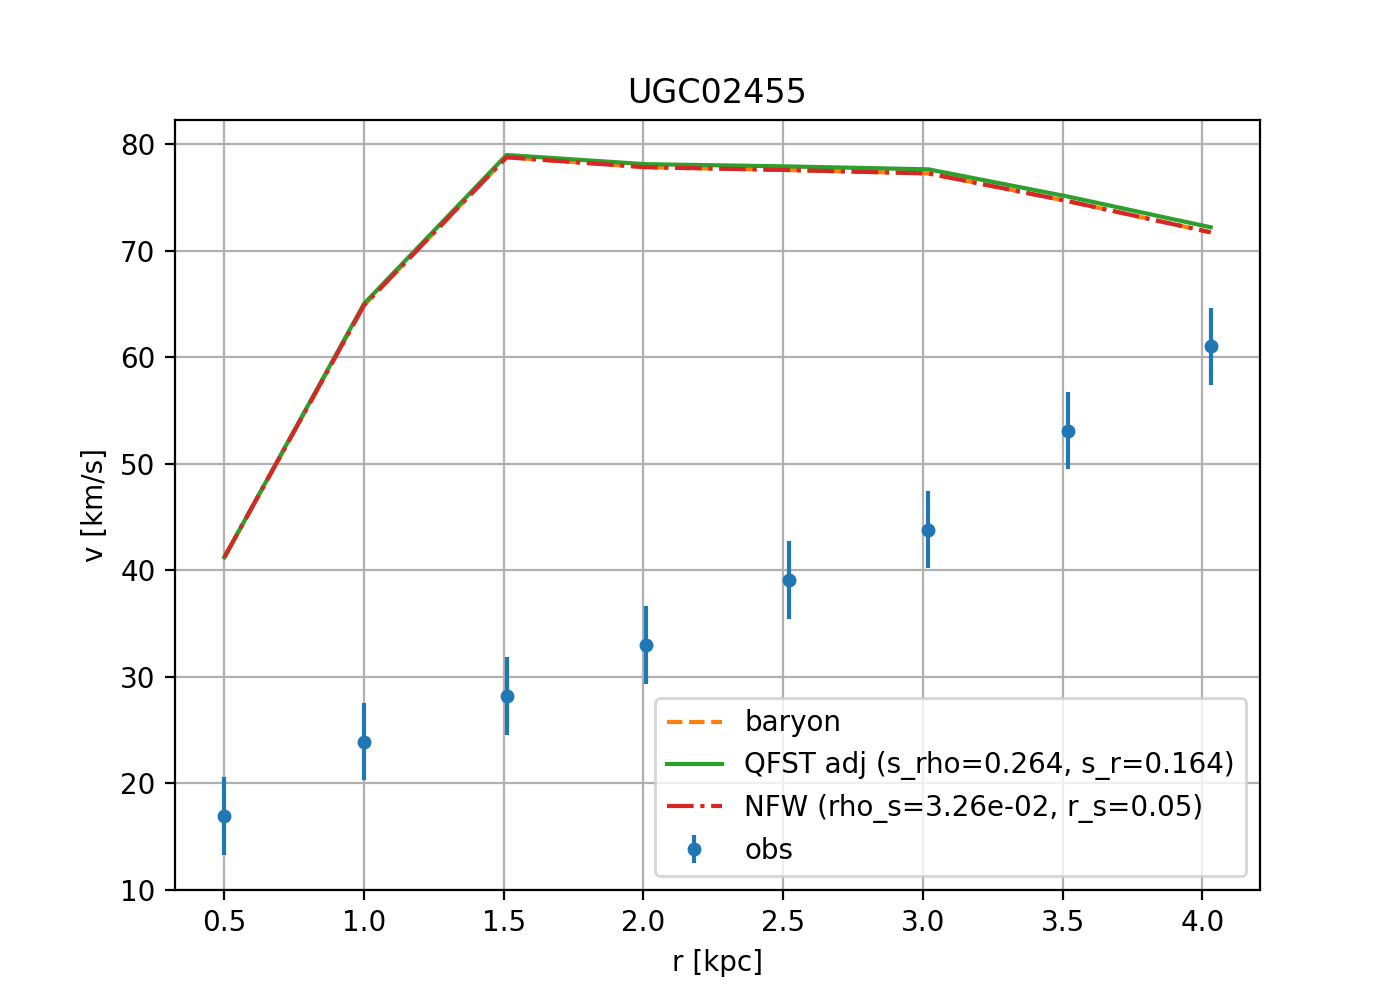 UGC02455
80
70
60
50
40
30
20
10
v [km/s]
baryon
QFST adj (s_rho=0.264, s_r=0.164)
NFW (rho_s=3.26e-02, r_s=0.05)
obs
0.5 1.0 1.5 2.0 2.5 3.0 3.5 4.0
r [kpc]